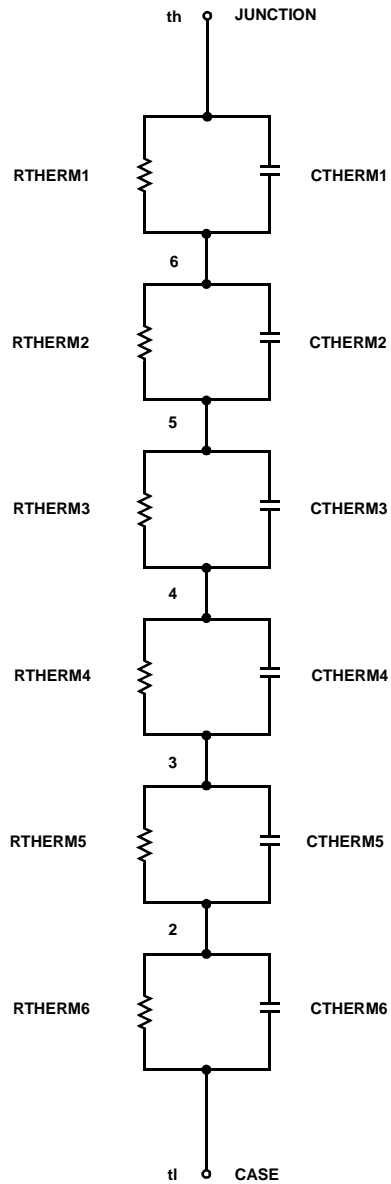 th JUNCTION
RTHERM1 CTHERM1
6
RTHERM2 CTHERM2
5
RTHERM3 CTHERM3
4
RTHERM4 CTHERM4
3
RTHERM5 CTHERM5
2
RTHERM6 CTHERM6
tl CASE